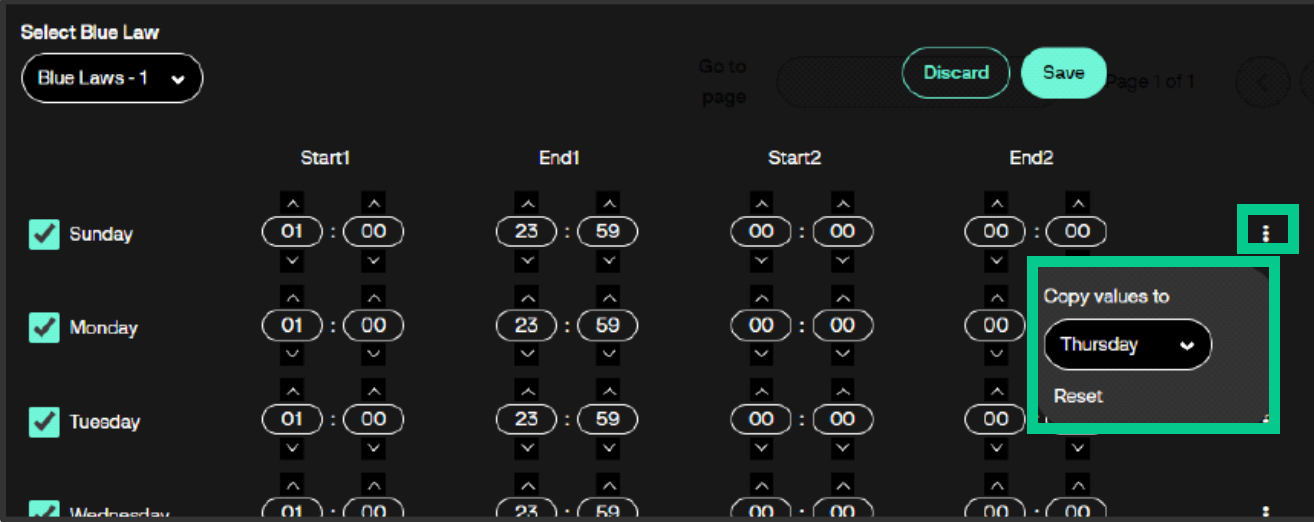 Select Blue Law
Blue Laws - 1
Go to page
Discard
Save
Page 1 of 1
Start1 End1 Start2 End2
Sunday 01 : 00 23 : 59 00 : 00 00 : 00
Monday 01 : 00 23 : 59 00 : 00 00
Copy values to
Thursday
Reset
Tuesday 01 : 00 23 : 59 00 : 00 00 :
Wednesday 01 : 00 23 : 59 00 : 00 00 : 00